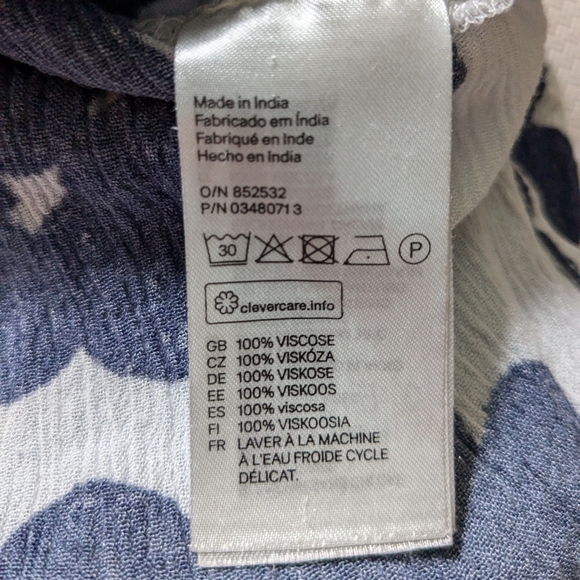 Made in India
Fabricado em Índia
Fabriqué en Inde
Hecho en India
O/N 852532
P/N 03480713
30 P
clevercare.info
GB 100% VISCOSE
CZ 100% VISKÓZA
DE 100% VISKOSE
EE 100% VISKOOS
ES 100% viscosa
FI 100% VISKOOSIA
FR LAVER À LA MACHINE
À L'EAU FROIDE CYCLE
DÉLICAT.